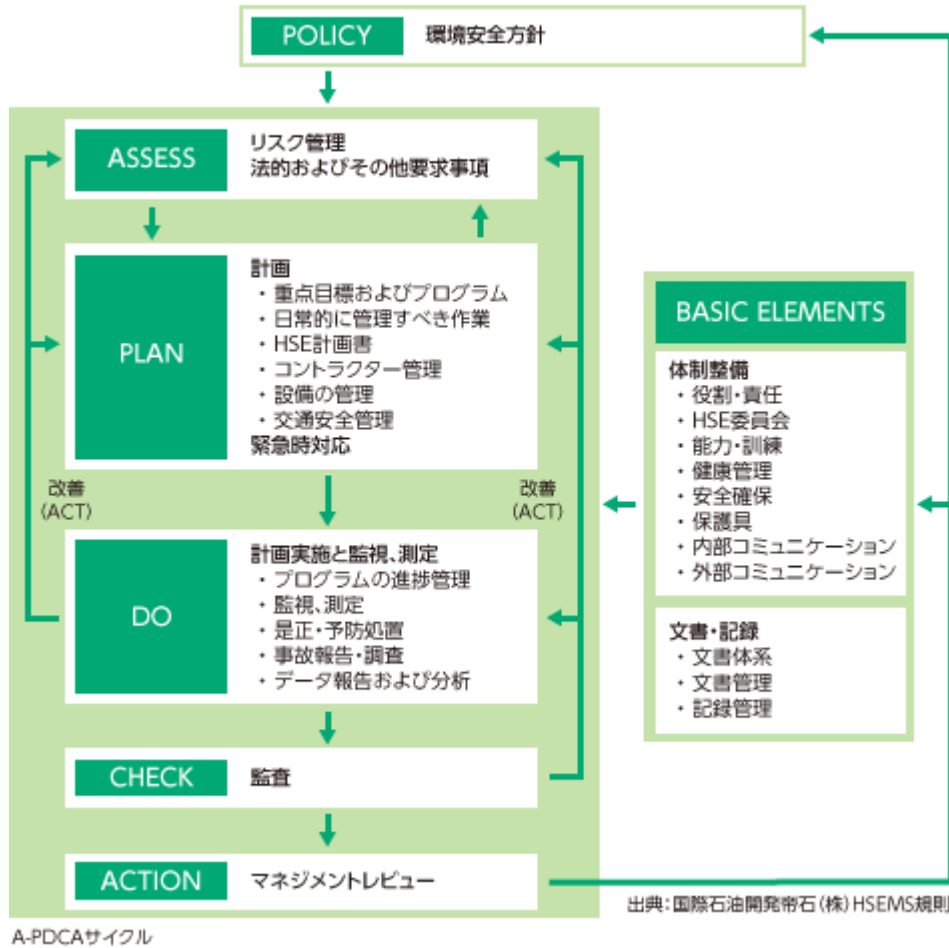 POLICY 環境安全方針
ASSESS
リスク管理
法的およびその他要求事項
PLAN
計画
・重点目標およびプログラム
・日常的に管理すべき作業
・HSE計画書
・コントラクター管理
・設備の管理
・交通安全管理
緊急時対応
改善
(ACT)
改善
(ACT)
DO
計画実施と監視、測定
・プログラムの進捗管理
・監視、測定
・是正・予防処置
・事故報告・調査
・データ報告および分析
CHECK 監査
ACTION マネジメントレビュー
BASIC ELEMENTS
体制整備
・役割・責任
・HSE委員会
・能力・訓練
・健康管理
・安全確保
・保護具
・内部コミュニケーション
・外部コミュニケーション
文書・記録
・文書体系
・文書管理
・記録管理
出典：国際石油開発帝石(株)HSEMS規則
A-PDCAサイクル